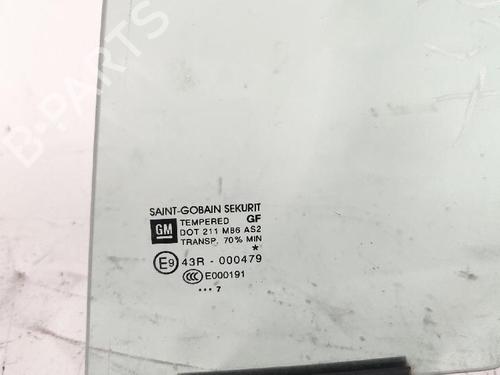 B-PARTS
B-PARTS
SAINT-GOBAIN SEKURIT
TEMPERED GF
GM DOT 211 M86 AS2
TRANSP. 70% MIN
*
E9 43R - 000479
CCC E000191
••• 7